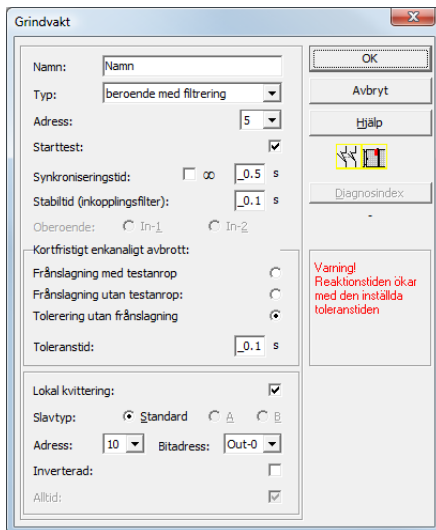 Grindvakt
Namn: Namn
Typ: beroende med filtrering
Adress: 5
Starttest:
Synkroniseringstid: ∞ _0.5 s
Stabiltid (inkopplingsfilter): _0.1 s
Oberoende: In-1 In-2
Kortfristigt enkanaligt avbrott:
Frånslagning med testanrop
Frånslagning utan testanrop:
Tolerering utan frånslagning
Toleranstid: _0.1 s
Lokal kvittering:
Slavtyp: Standard A B
Adress: 10 Bitadress: Out-0
Inverterad:
Alltid:
OK
Avbryt
Hjälp
Diagnosindex
-
Varning!
Reaktionstiden ökar
med den inställda
toleranstiden